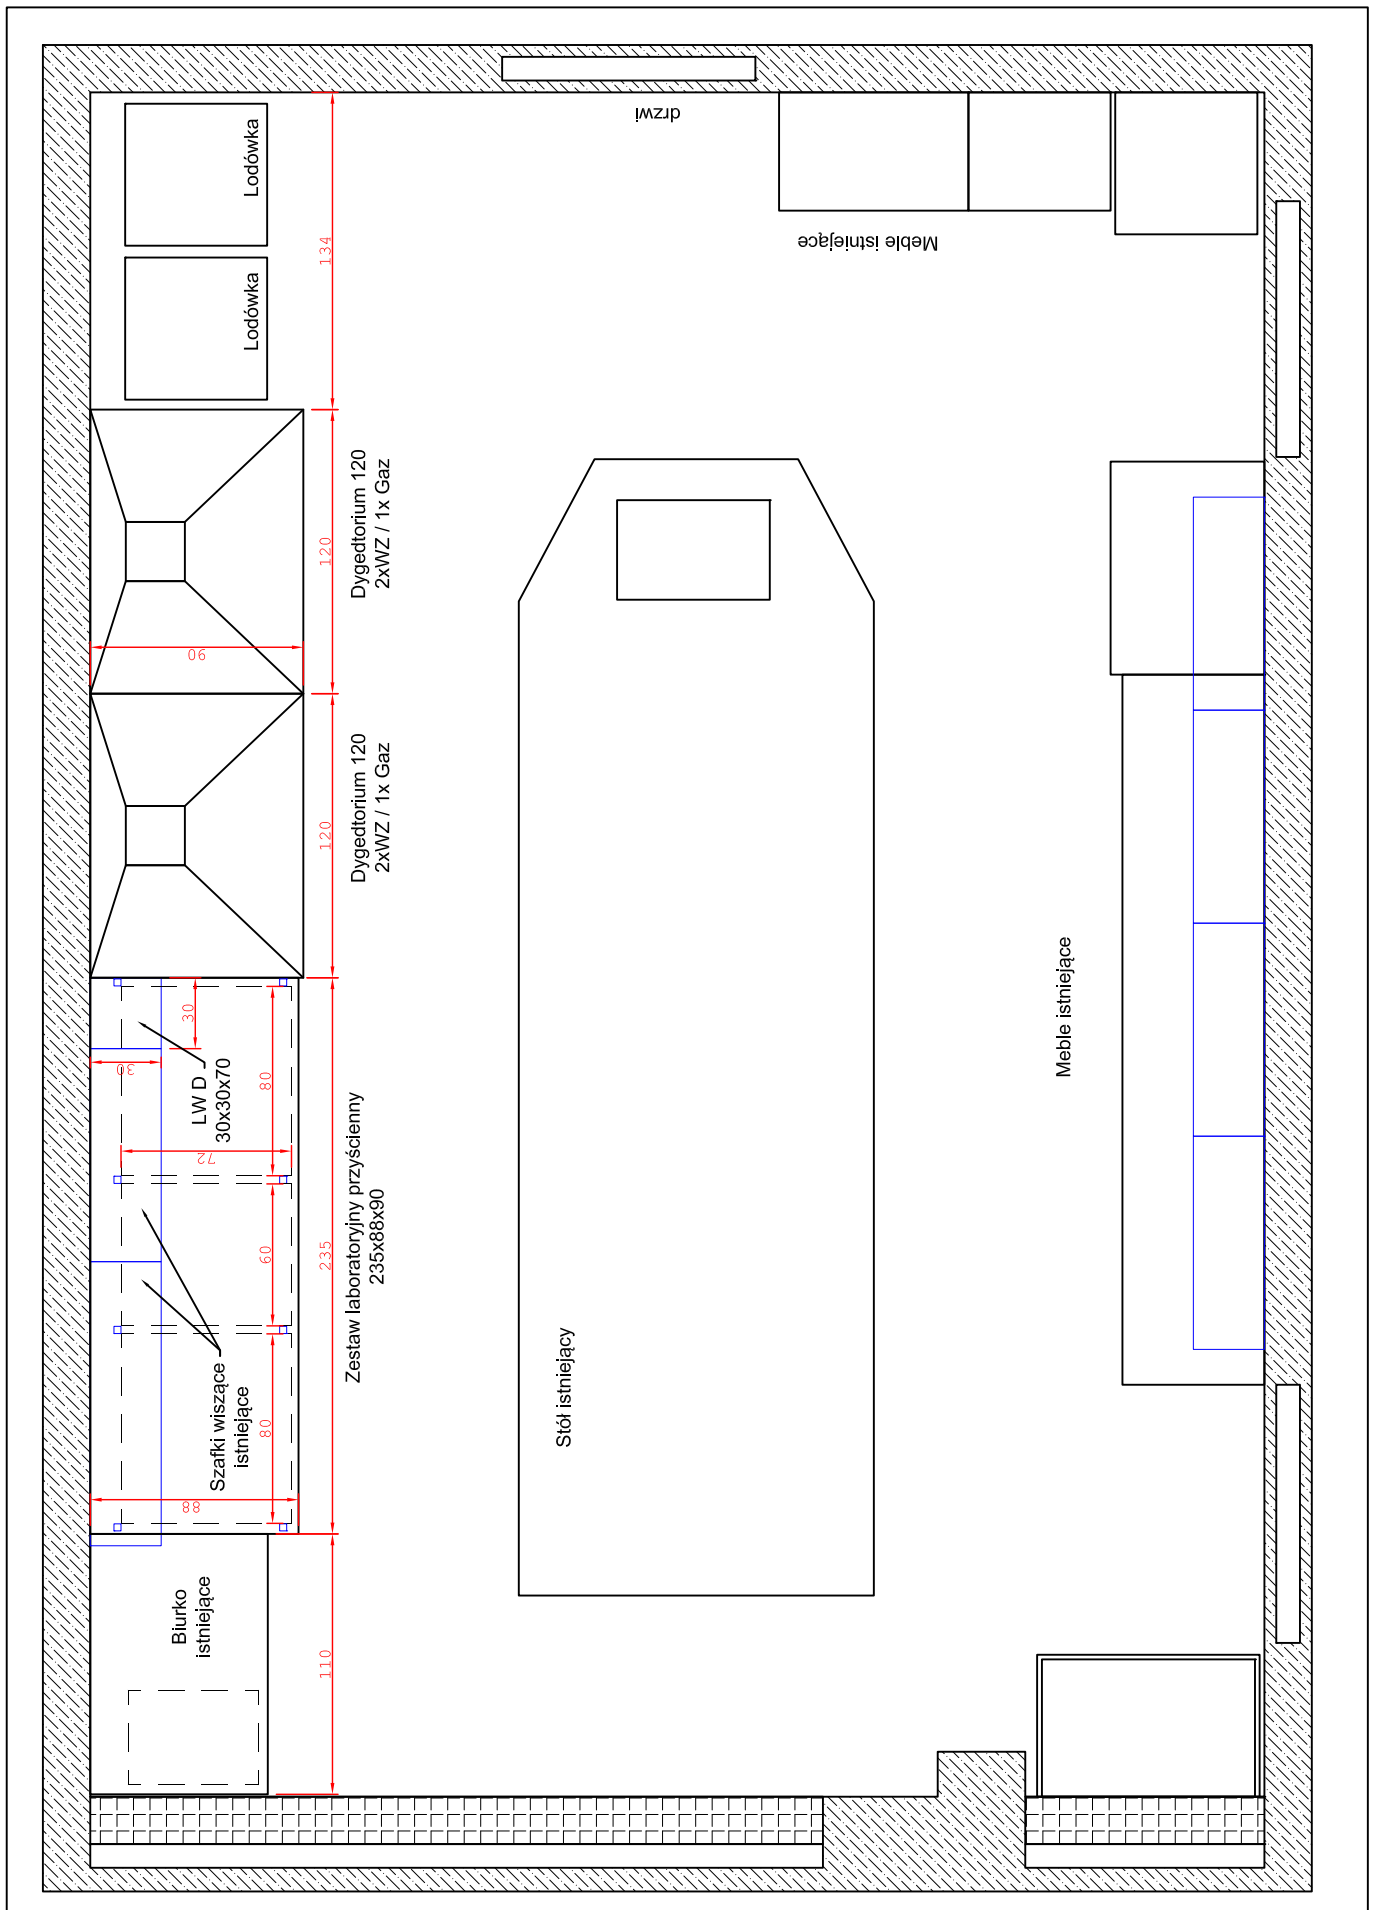 drzwi
Lodówka
Lodówka
134
Meble istniejące
Dygedtorium 120
2xWZ / 1x Gaz
120
90
Dygedtorium 120
2xWZ / 1x Gaz
120
30
30
LW D
30x30x70
80
72
Zestaw laboratoryjny przyścienny
235x88x90
60
235
Szafki wiszące
istniejące
80
88
Meble istniejące
Stół istniejący
Biurko
istniejące
110